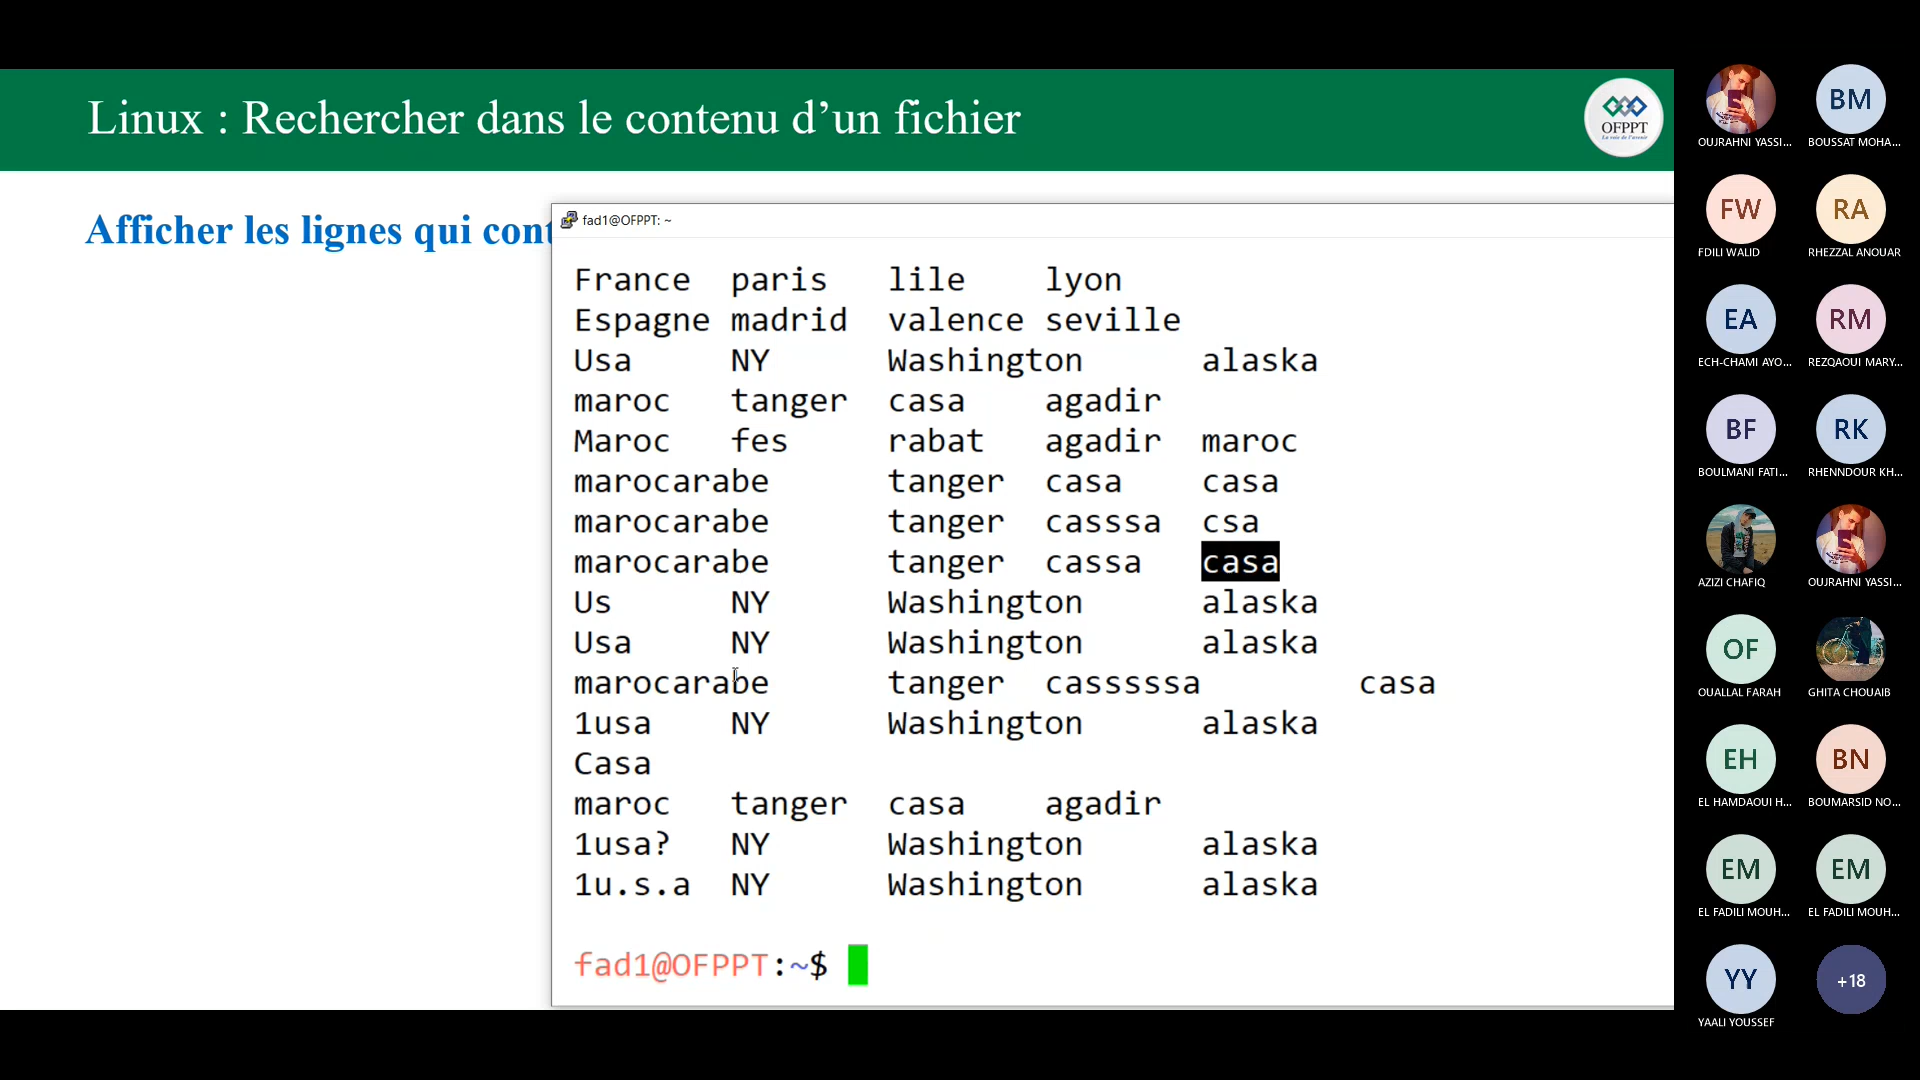 Linux : Rechercher dans le contenu d’un fichier
OFPPT
La voie de l'avenir
Afficher les lignes qui cont
fad1@OFPPT: ~
France paris lile lyon
Espagne madrid valence seville
Usa NY Washington alaska
maroc tanger casa agadir
Maroc fes rabat agadir maroc
marocarabe tanger casa casa
marocarabe tanger casssa csa
marocarabe tanger cassa casa
Us NY Washington alaska
Usa NY Washington alaska
marocarabe tanger casssssa casa
1usa NY Washington alaska
Casa
maroc tanger casa agadir
1usa? NY Washington alaska
1u.s.a NY Washington alaska
fad1@OFPPT:~$
OUJRAHNI YASSI...
BM
BOUSSAT MOHA...
FW
FDILI WALID
RA
RHEZZAL ANOUAR
EA
ECH-CHAMI AYO...
RM
REZQAOUI MARY...
BF
BOULMANI FATI...
RK
RHENNDOUR KH...
AZIZI CHAFIQ
OUJRAHNI YASSI...
OF
OUALLAL FARAH
GHITA CHOUAIB
EH
EL HAMDAOUI H...
BN
BOUMARSID NO...
EM
EL FADILI MOUH...
EM
EL FADILI MOUH...
YY
YAALI YOUSSEF
+18